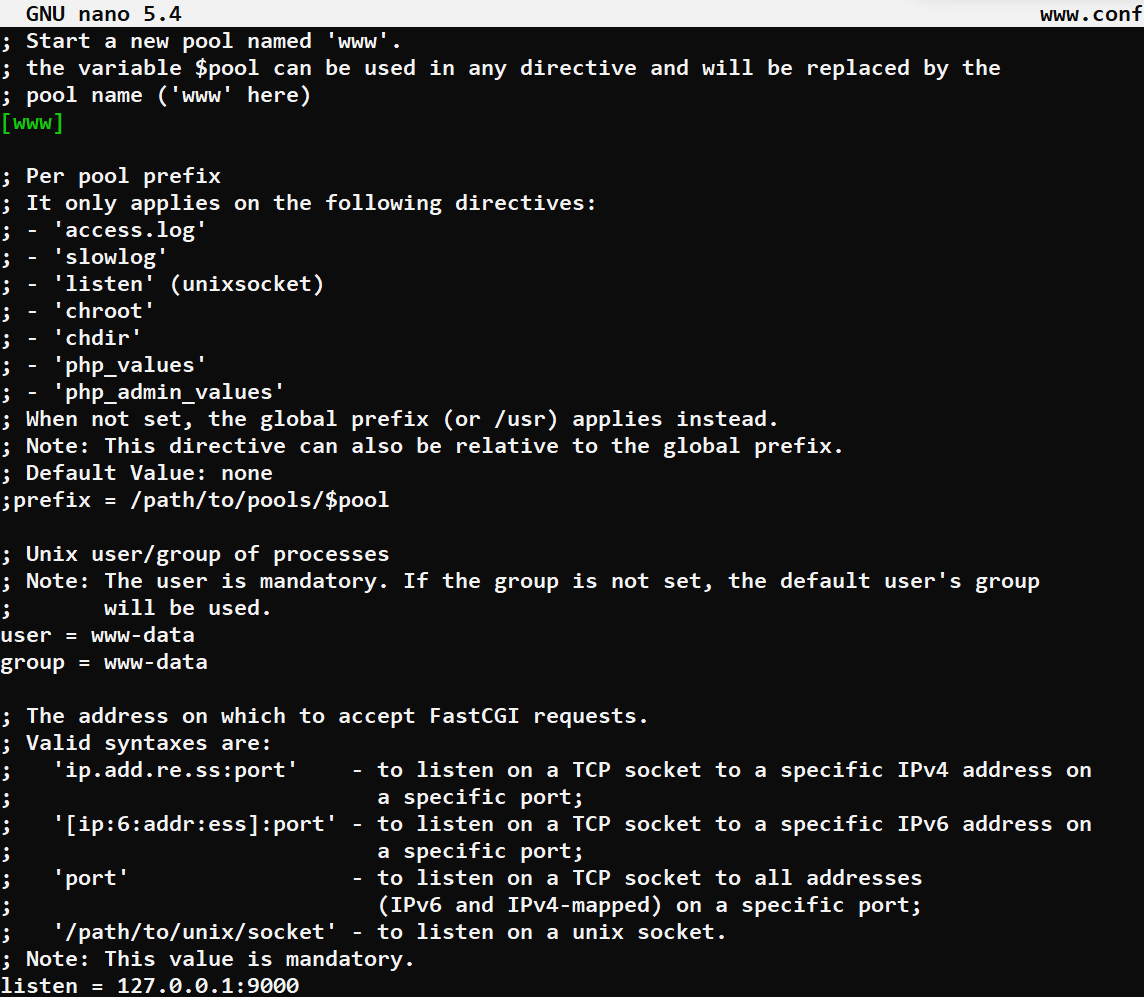 GNU nano 5.4 www.conf
; Start a new pool named 'www'.
; the variable $pool can be used in any directive and will be replaced by the
; pool name ('www' here)
[www]
; Per pool prefix
; It only applies on the following directives:
; - 'access.log'
; - 'slowlog'
; - 'listen' (unixsocket)
; - 'chroot'
; - 'chdir'
; - 'php_values'
; - 'php_admin_values'
; When not set, the global prefix (or /usr) applies instead.
; Note: This directive can also be relative to the global prefix.
; Default Value: none
;prefix = /path/to/pools/$pool
; Unix user/group of processes
; Note: The user is mandatory. If the group is not set, the default user's group
;       will be used.
user = www-data
group = www-data
; The address on which to accept FastCGI requests.
; Valid syntaxes are:
;   'ip.add.re.ss:port'    - to listen on a TCP socket to a specific IPv4 address on
;                            a specific port;
;   '[ip:6:addr:ess]:port' - to listen on a TCP socket to a specific IPv6 address on
;                            a specific port;
;   'port'                 - to listen on a TCP socket to all addresses
;                            (IPv6 and IPv4-mapped) on a specific port;
;   '/path/to/unix/socket' - to listen on a unix socket.
; Note: This value is mandatory.
listen = 127.0.0.1:9000